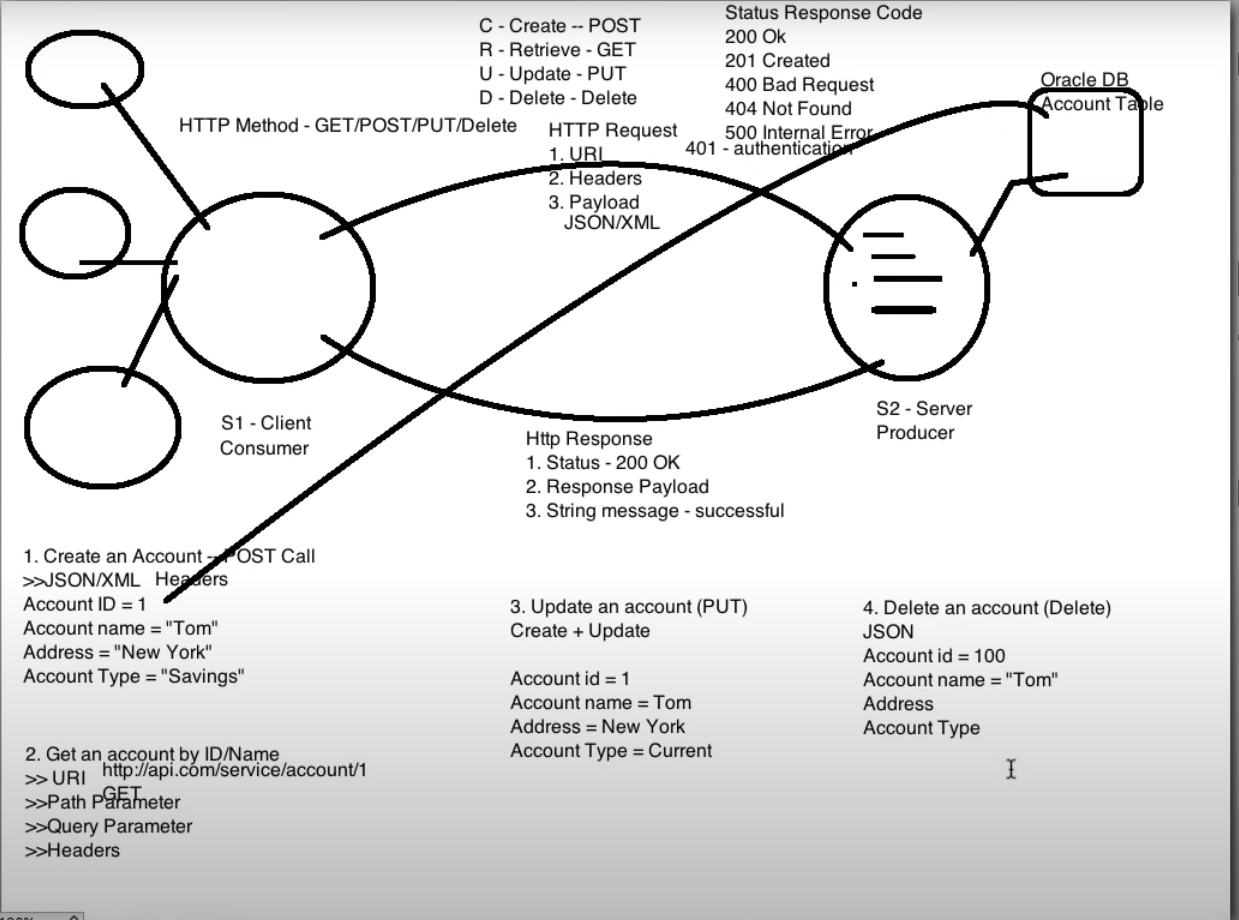 C - Create -- POST
R - Retrieve - GET
U - Update - PUT
D - Delete - Delete
Status Response Code
200 Ok
201 Created
400 Bad Request
404 Not Found
500 Internal Error
401 - authentication
Oracle DB
Account Table
HTTP Method - GET/POST/PUT/Delete
HTTP Request
1. URI
2. Headers
3. Payload
JSON/XML
S1 - Client
Consumer
S2 - Server
Producer
Http Response
1. Status - 200 OK
2. Response Payload
3. String message - successful
1. Create an Account -- POST Call
>>JSON/XML Headers
Account ID = 1
Account name = "Tom"
Address = "New York"
Account Type = "Savings"
2. Get an account by ID/Name
>> URI http://api.com/service/account/1
GET
>>Path Parameter
>>Query Parameter
>>Headers
3. Update an account (PUT)
Create + Update
Account id = 1
Account name = Tom
Address = New York
Account Type = Current
4. Delete an account (Delete)
JSON
Account id = 100
Account name = "Tom"
Address
Account Type